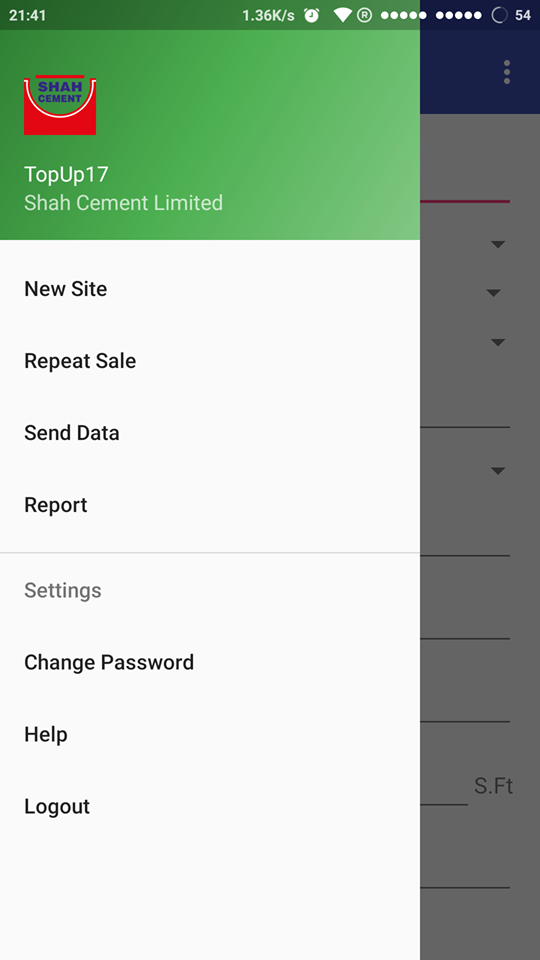 21:41 1.36K/s R 54
SHAH
CEMENT
TopUp17
Shah Cement Limited
New Site
Repeat Sale
Send Data
Report
Settings
Change Password
Help
Logout
S.Ft